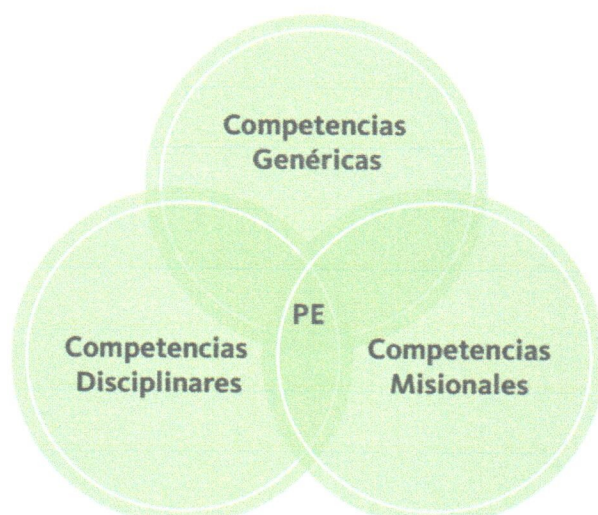 Competencias
Genéricas
PE
Competencias
Disciplinares
Competencias
Misionales